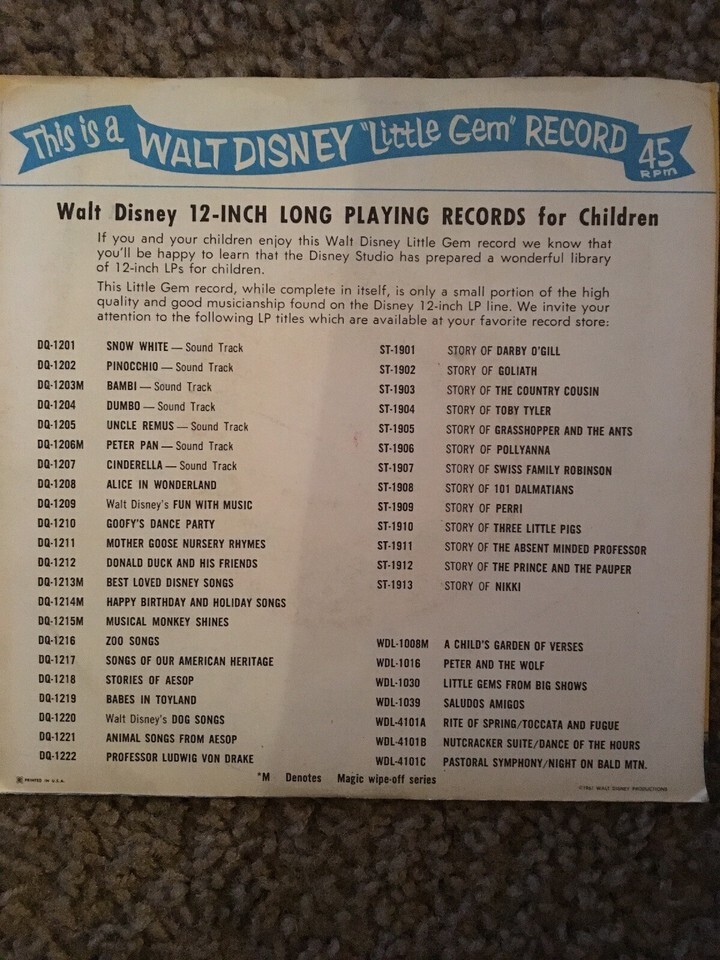 This is a WALT DISNEY "Little Gem" RECORD 45 RPM
Walt Disney 12-INCH LONG PLAYING RECORDS for Children
If you and your children enjoy this Walt Disney Little Gem record we know that
you'll be happy to learn that the Disney Studio has prepared a wonderful library
of 12-inch LPs for children.
This Little Gem record, while complete in itself, is only a small portion of the high
quality and good musicianship found on the Disney 12-inch LP line. We invite your
attention to the following LP titles which are available at your favorite record store:
DQ-1201 SNOW WHITE — Sound Track
DQ-1202 PINOCCHIO — Sound Track
DQ-1203M BAMBI — Sound Track
DQ-1204 DUMBO — Sound Track
DQ-1205 UNCLE REMUS — Sound Track
DQ-1206M PETER PAN — Sound Track
DQ-1207 CINDERELLA — Sound Track
DQ-1208 ALICE IN WONDERLAND
DQ-1209 Walt Disney's FUN WITH MUSIC
DQ-1210 GOOFY'S DANCE PARTY
DQ-1211 MOTHER GOOSE NURSERY RHYMES
DQ-1212 DONALD DUCK AND HIS FRIENDS
DQ-1213M BEST LOVED DISNEY SONGS
DQ-1214M HAPPY BIRTHDAY AND HOLIDAY SONGS
DQ-1215M MUSICAL MONKEY SHINES
DQ-1216 ZOO SONGS
DQ-1217 SONGS OF OUR AMERICAN HERITAGE
DQ-1218 STORIES OF AESOP
DQ-1219 BABES IN TOYLAND
DQ-1220 Walt Disney's DOG SONGS
DQ-1221 ANIMAL SONGS FROM AESOP
DQ-1222 PROFESSOR LUDWIG VON DRAKE
ST-1901 STORY OF DARBY O'GILL
ST-1902 STORY OF GOLIATH
ST-1903 STORY OF THE COUNTRY COUSIN
ST-1904 STORY OF TOBY TYLER
ST-1905 STORY OF GRASSHOPPER AND THE ANTS
ST-1906 STORY OF POLLYANNA
ST-1907 STORY OF SWISS FAMILY ROBINSON
ST-1908 STORY OF 101 DALMATIANS
ST-1909 STORY OF PERRI
ST-1910 STORY OF THREE LITTLE PIGS
ST-1911 STORY OF THE ABSENT MINDED PROFESSOR
ST-1912 STORY OF THE PRINCE AND THE PAUPER
ST-1913 STORY OF NIKKI
WDL-1008M A CHILD'S GARDEN OF VERSES
WDL-1016 PETER AND THE WOLF
WDL-1030 LITTLE GEMS FROM BIG SHOWS
WDL-1039 SALUDOS AMIGOS
WDL-4101A RITE OF SPRING/TOCCATA AND FUGUE
WDL-4101B NUTCRACKER SUITE/DANCE OF THE HOURS
WDL-4101C PASTORAL SYMPHONY/NIGHT ON BALD MTN.
*M Denotes Magic wipe-off series
PRINTED IN U.S.A.
WALT DISNEY PRODUCTIONS